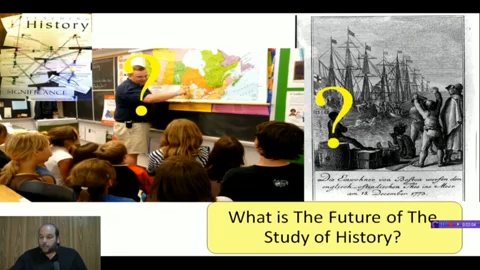 History
SIGNIFICANCE
?
?
Die Einwohner von Boston werfen den
englisch-ostindischen Thee ins Meer
am 18. December 1773.
What is The Future of The
Study of History?